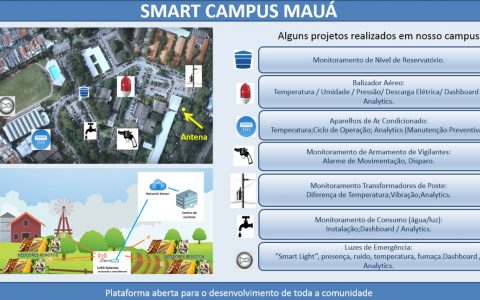 SMART CAMPUS MAUÁ
Alguns projetos realizados em nosso campus
Antena
Monitoramento de Nível de Reservatório.
Balizador Aéreo:
Temperatura / Umidade / Pressão/ Descarga Elétrica/ Dashboard /
Analytics.
Aparelhos de Ar Condicionado:
Temperatura;Ciclo de Operação; Analytics (Manutenção Preventiva)
Monitoramento de Armamento de Vigilantes:
Alarme de Movimentação, Disparo.
Monitoramento Transformadores de Poste:
Diferença de Temperatura;Vibração;Analytics.
Monitoramento de Consumo (água/luz):
Instalação;Dashboard / Analytics.
Luzes de Emergência:
"Smart Light", presença, ruído, temperatura, fumaça.Dashboard /
Analytics.
Network Server
Centro de
controle
LoRA Gateway
MEDIDORES REMOTOS
MEDIDORES REMOTOS
Plataforma aberta para o desenvolvimento de toda a comunidade